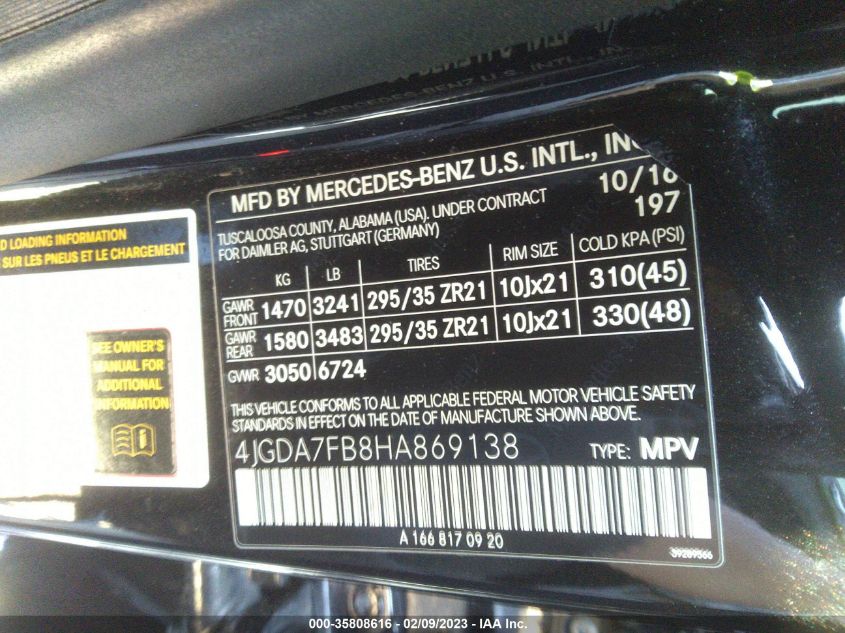 MFD BY MERCEDES-BENZ U.S. INTL., INC
10/16
197
TUSCALOOSA COUNTY, ALABAMA (USA). UNDER CONTRACT
FOR DAIMLER AG, STUTTGART (GERMANY)
KG LB TIRES RIM SIZE COLD KPA (PSI)
GAWR FRONT 1470 3241 295/35 ZR21 10Jx21 310(45)
GAWR REAR 1580 3483 295/35 ZR21 10Jx21 330(48)
GVWR 3050 6724
THIS VEHICLE CONFORMS TO ALL APPLICABLE FEDERAL MOTOR VEHICLE SAFETY
STANDARDS IN EFFECT ON THE DATE OF MANUFACTURE SHOWN ABOVE.
4JGDA7FB8HA869138 TYPE: MPV
A 166 817 09 20
LOADING INFORMATION
SUR LES PNEUS ET LE CHARGEMENT
SEE OWNER'S
MANUAL FOR
ADDITIONAL
INFORMATION
000-35808616 - 02/09/2023 - IAA Inc.